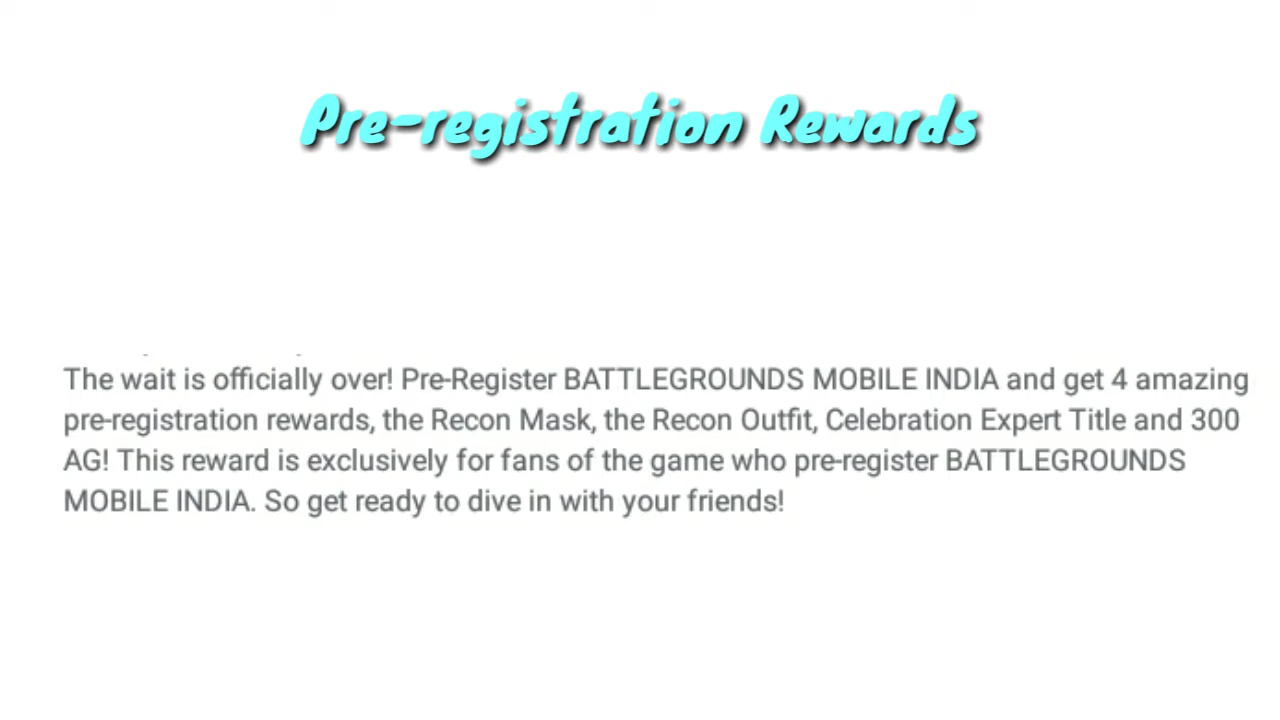 Pre-registration Rewards
The wait is officially over! Pre-Register BATTLEGROUNDS MOBILE INDIA and get 4 amazing
pre-registration rewards, the Recon Mask, the Recon Outfit, Celebration Expert Title and 300
AG! This reward is exclusively for fans of the game who pre-register BATTLEGROUNDS
MOBILE INDIA. So get ready to dive in with your friends!